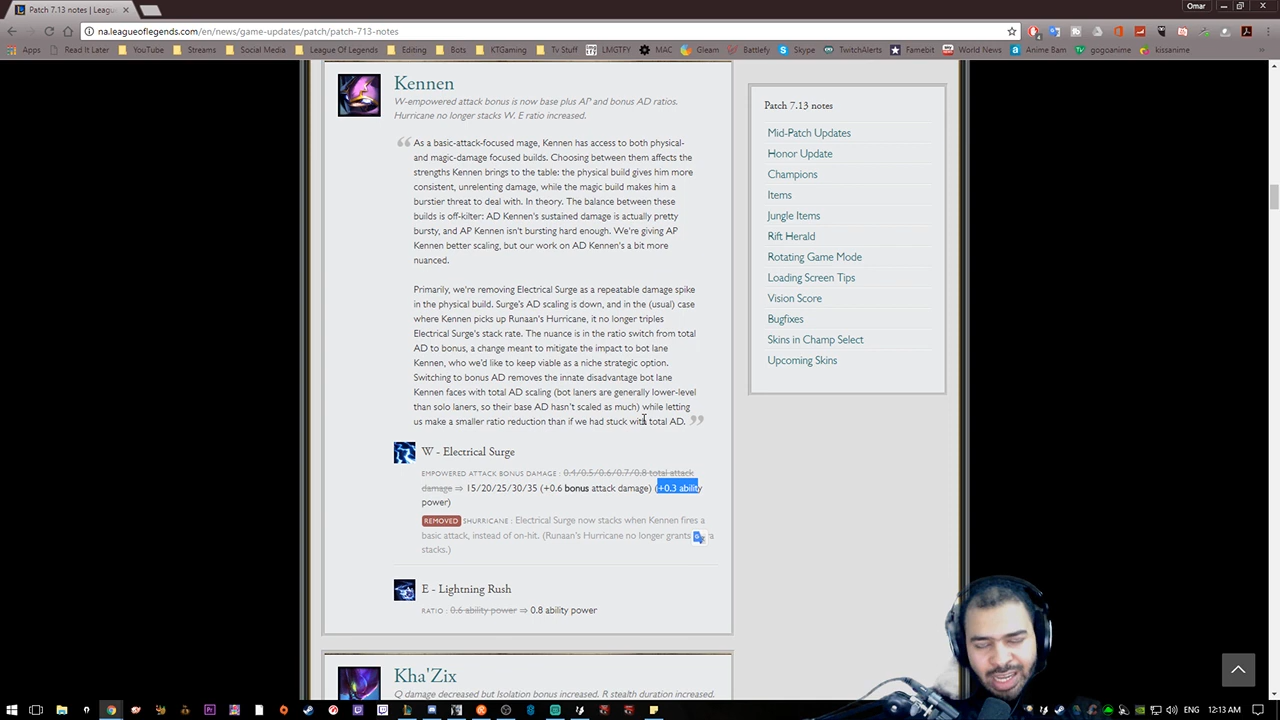 Patch 7.13 notes | Leagu
Omar
na.leagueoflegends.com/en/news/game-updates/patch/patch-713-notes
Apps
Read It Later
YouTube
Streams
Social Media
League Of Legends
Editing
Bots
KTGaming
Tv Stuff
LMGTFY
MAC
Gleam
Battlefy
Skype
TwitchAlerts
Famebit
World News
Anime Bam
gogoanime
kissanime
Kennen
W-empowered attack bonus is now base plus AP and bonus AD ratios.
Hurricane no longer stacks W. E ratio increased.
As a basic-attack-focused mage, Kennen has access to both physical-
and magic-damage focused builds. Choosing between them affects the
strengths Kennen brings to the table: the physical build gives him more
consistent, unrelenting damage, while the magic build makes him a
burstier threat to deal with. In theory. The balance between these
builds is off-kilter: AD Kennen's sustained damage is actually pretty
bursty, and AP Kennen isn't bursting hard enough. We're giving AP
Kennen better scaling, but our work on AD Kennen's a bit more
nuanced.
Primarily, we're removing Electrical Surge as a repeatable damage spike
in the physical build. Surge's AD scaling is down, and in the (usual) case
where Kennen picks up Runaan's Hurricane, it no longer triples
Electrical Surge's stack rate. The nuance is in the ratio switch from total
AD to bonus, a change meant to mitigate the impact to bot lane
Kennen, who we'd like to keep viable as a niche strategic option.
Switching to bonus AD removes the innate disadvantage bot lane
Kennen faces with total AD scaling (bot laners are generally lower-level
than solo laners, so their base AD hasn't scaled as much) while letting
us make a smaller ratio reduction than if we had stuck with total AD.
W - Electrical Surge
EMPOWERED ATTACK BONUS DAMAGE : 0.4/0.5/0.6/0.7/0.8 total attack
damage ⇒ 15/20/25/30/35 (+0.6 bonus attack damage) (+0.3 ability
power)
REMOVED SHURRICANE : Electrical Surge now stacks when Kennen fires a
basic attack, instead of on-hit. (Runaan's Hurricane no longer grants
stacks.)
E - Lightning Rush
RATIO : 0.6 ability power ⇒ 0.8 ability power
Kha'Zix
Q damage decreased but Isolation bonus increased. R stealth duration increased.
Patch 7.13 notes
Mid-Patch Updates
Honor Update
Champions
Items
Jungle Items
Rift Herald
Rotating Game Mode
Loading Screen Tips
Vision Score
Bugfixes
Skins in Champ Select
Upcoming Skins
ENG
12:13 AM